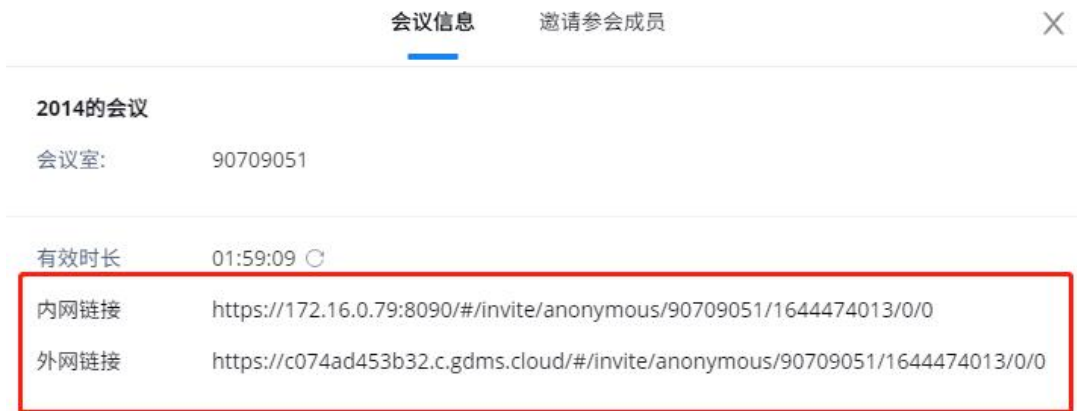 会议信息 邀请参会成员
2014的会议
会议室: 90709051
有效时长 01:59:09
内网链接 https://172.16.0.79:8090/#/invite/anonymous/90709051/1644474013/0/0
外网链接 https://c074ad453b32.c.gdms.cloud/#/invite/anonymous/90709051/1644474013/0/0